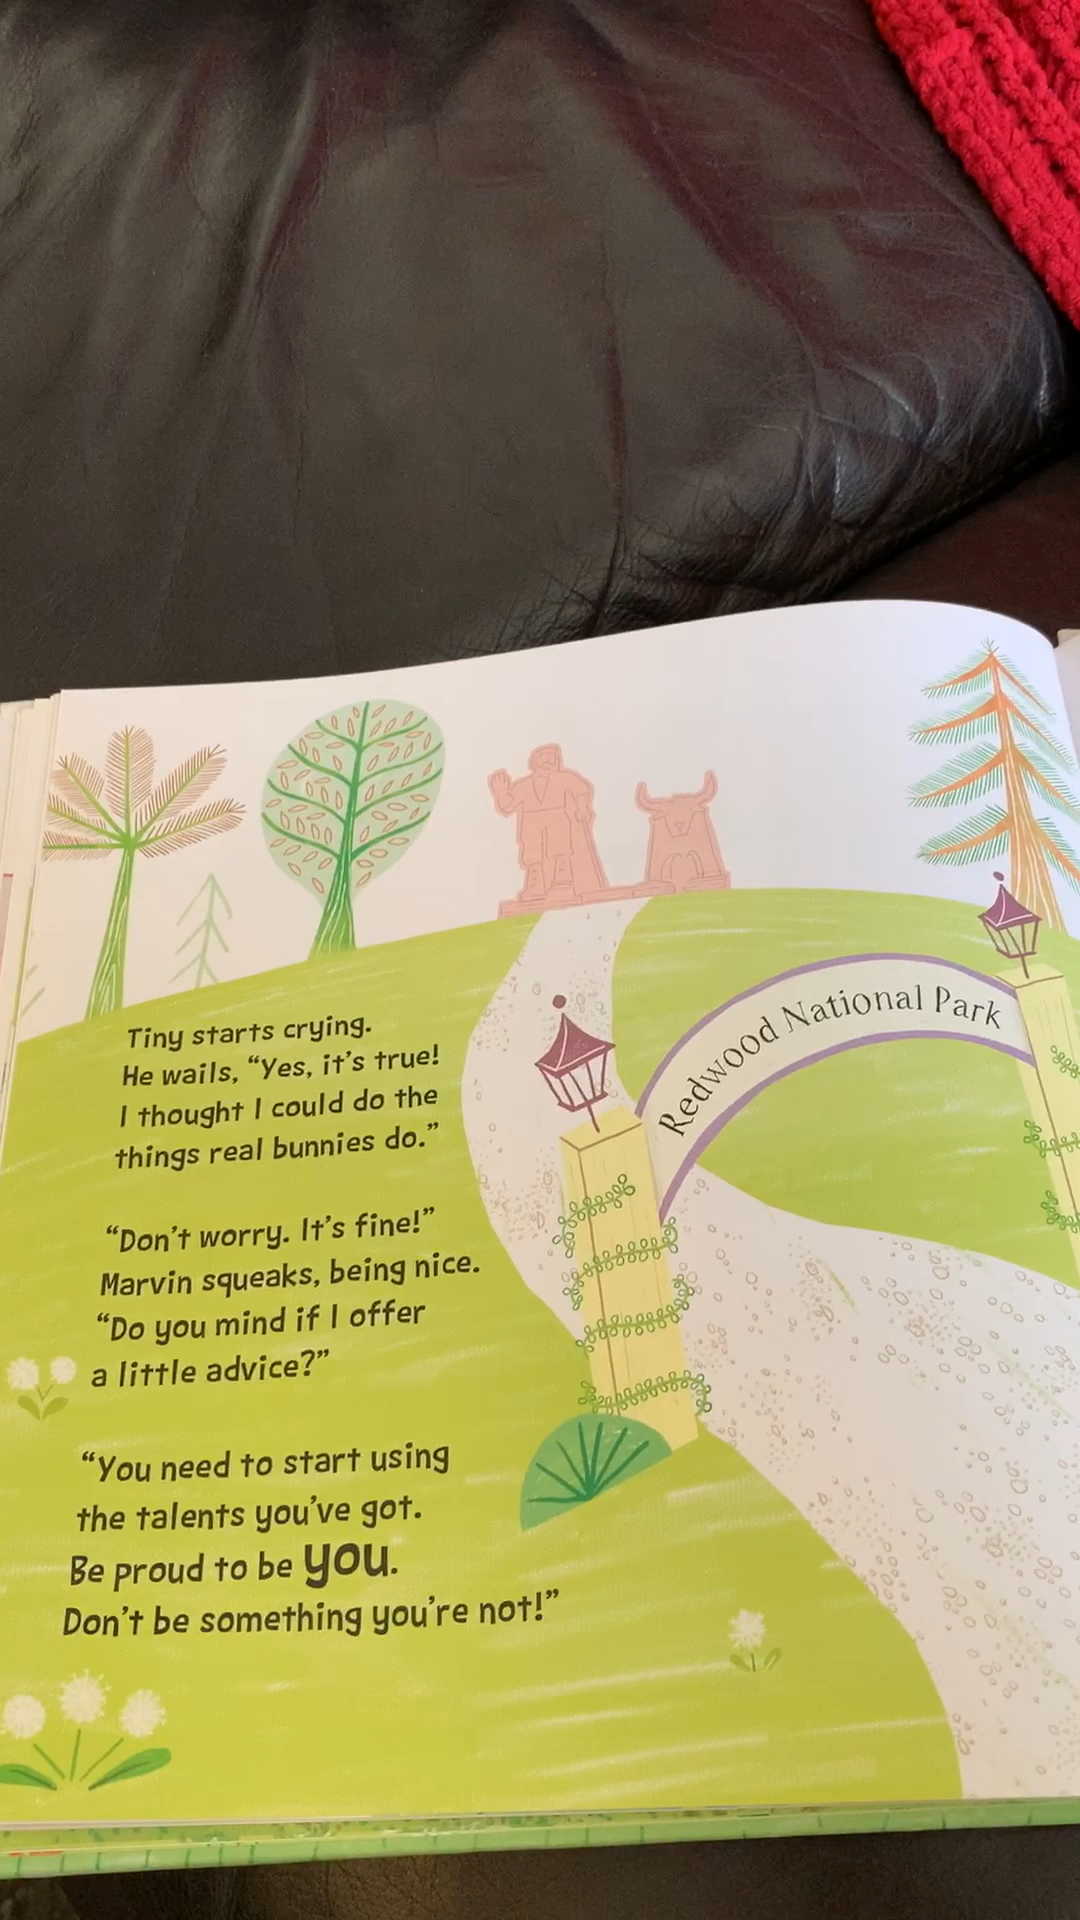 Redwood National Park
Tiny starts crying.
He wails, “Yes, it’s true!
I thought I could do the
things real bunnies do.”
“Don’t worry. It’s fine!”
Marvin squeaks, being nice.
“Do you mind if I offer
a little advice?”
“You need to start using
the talents you’ve got.
Be proud to be you.
Don’t be something you’re not!”